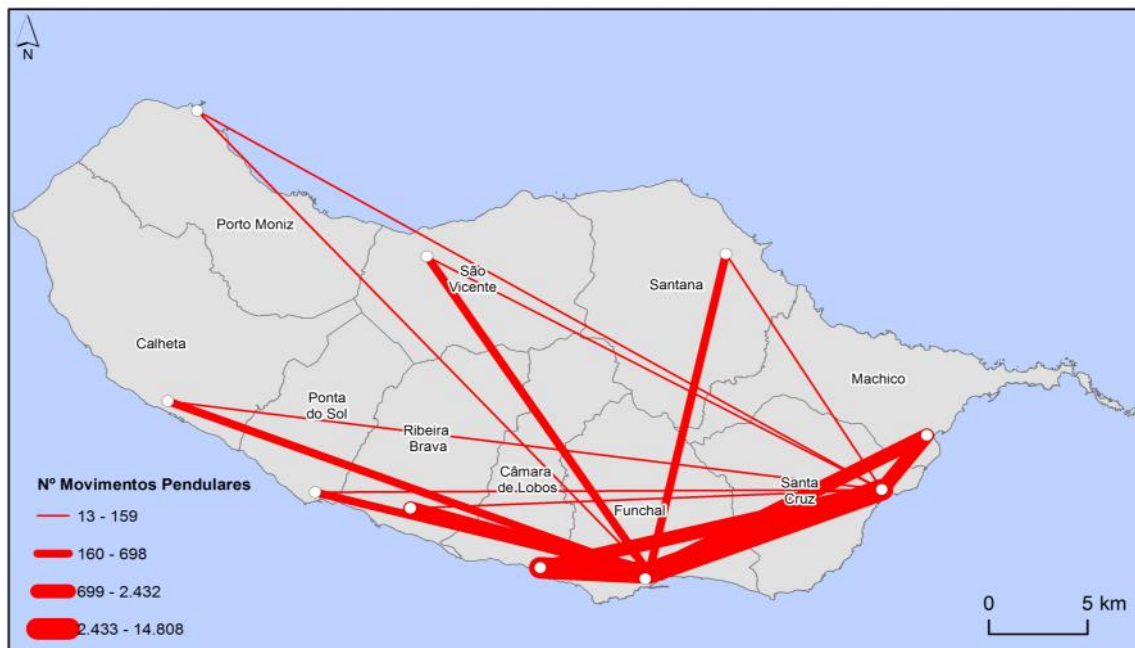 N
Porto Moniz
São
Vicente
Santana
Calheta
Machico
Ponta
do Sol
Ribeira
Brava
Câmara
de Lobos
Santa
Cruz
Funchal
Nº Movimentos Pendulares
13 - 159
160 - 698
699 - 2.432
2.433 - 14.808
0 5 km